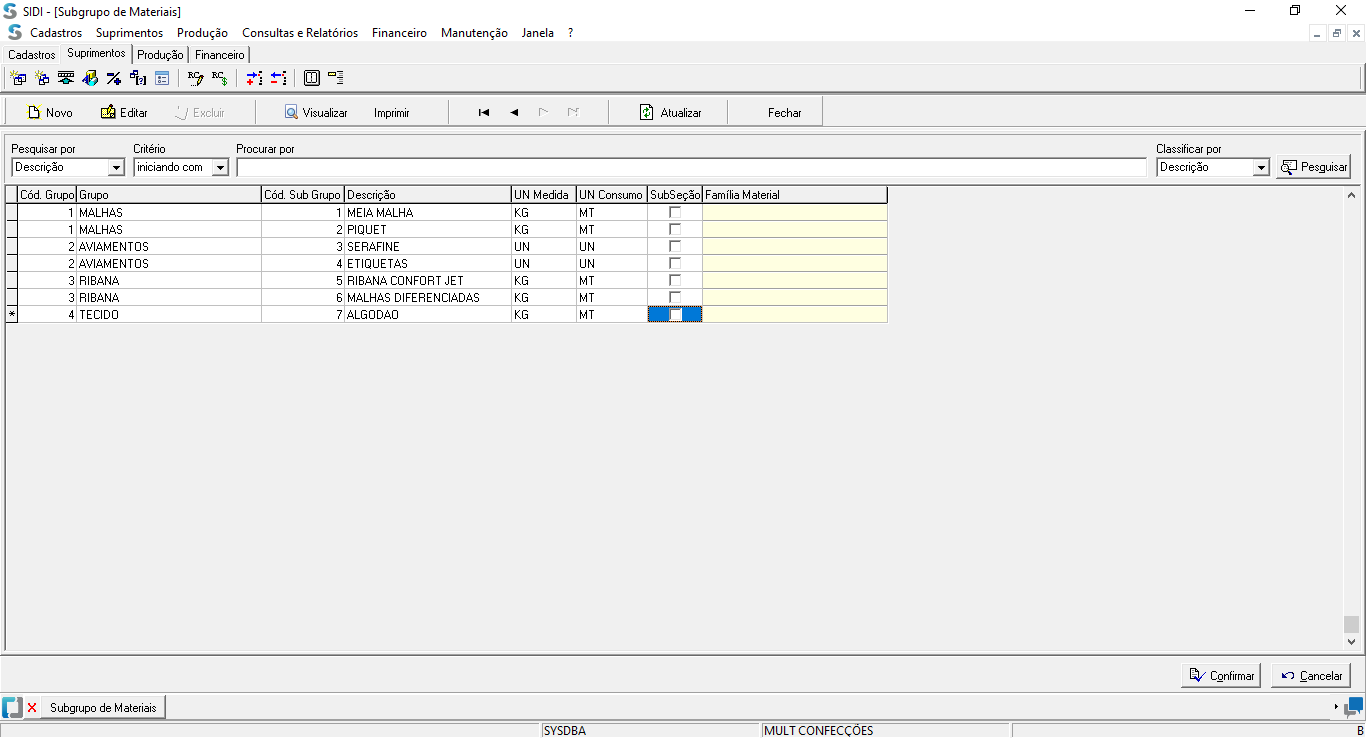 SIDI - [Subgrupo de Materiais]
Cadastros Suprimentos Produção Consultas e Relatórios Financeiro Manutenção Janela ?
Cadastros Suprimentos Produção Financeiro
Novo Editar Excluir Visualizar Imprimir Atualizar Fechar
Pesquisar por Critério Procurar por Classificar por
Descrição iniciando com Descrição Pesquisar
Cód. Grupo Grupo Cód. Sub Grupo Descrição UN Medida UN Consumo SubSeção Família Material
1 MALHAS 1 MEIA MALHA KG MT
1 MALHAS 2 PIQUET KG MT
2 AVIAMENTOS 3 SERAFINE UN UN
2 AVIAMENTOS 4 ETIQUETAS UN UN
3 RIBANA 5 RIBANA CONFORT JET KG MT
3 RIBANA 6 MALHAS DIFERENCIADAS KG MT
* 4 TECIDO 7 ALGODAO KG MT
Confirmar Cancelar
Subgrupo de Materiais
SYSDBA MULT CONFECÇÕES B